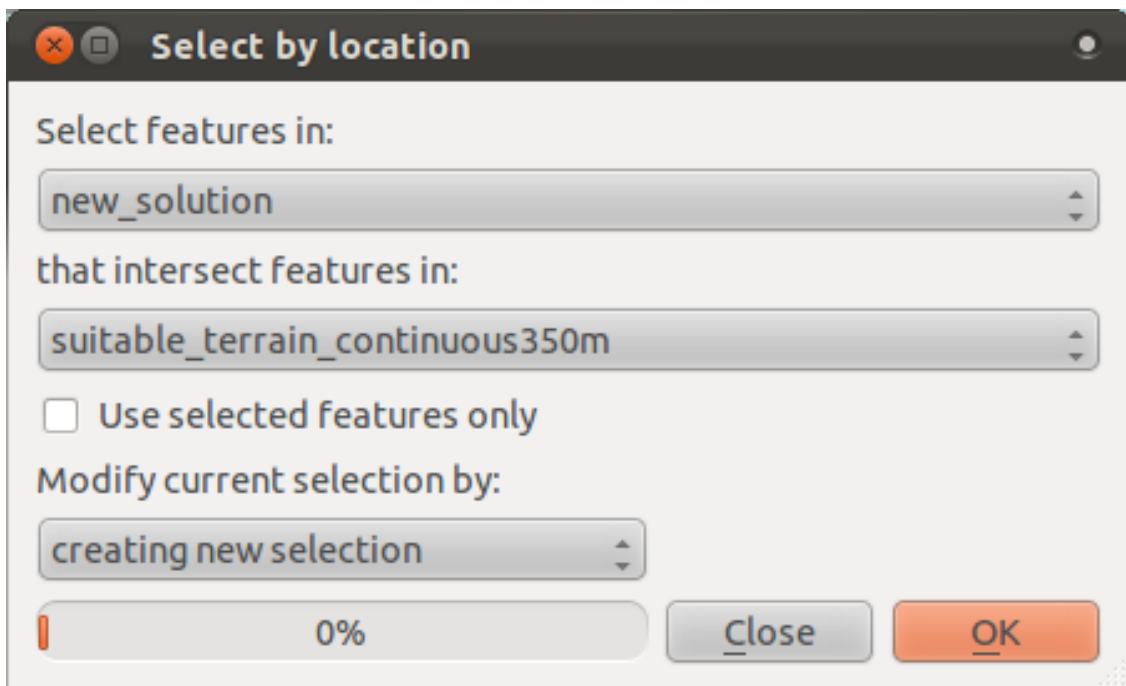 Select by location
Select features in:
new_solution
that intersect features in:
suitable_terrain_continuous350m
Use selected features only
Modify current selection by:
creating new selection
0% Close OK